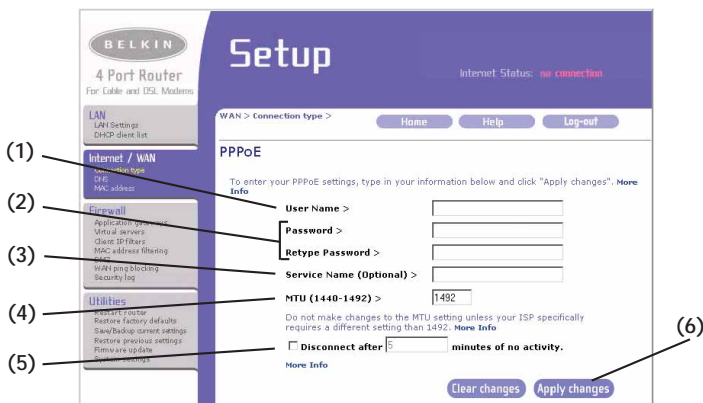 BELKIN
4 Port Router
For Cable and DSL Modems
Setup
Internet Status: no connection
LAN
LAN Settings
DHCP client list
Internet / WAN
Connection type
DNS
MAC address
Firewall
Application gateways
Virtual servers
Client IP filters
MAC address filtering
DMZ
WAN ping blocking
Security log
Utilities
Restart router
Restore factory defaults
Save/Backup current settings
Restore previous settings
Firmware update
System settings
WAN > Connection type >
Home
Help
Log-out
PPPoE
To enter your PPPoE settings, type in your information below and click "Apply changes". More
Info
(1)
User Name >
(2)
Password >
Retype Password >
(3)
Service Name (Optional) >
(4)
MTU (1440-1492) > 1492
Do not make changes to the MTU setting unless your ISP specifically
requires a different setting than 1492. More Info
(5)
Disconnect after 5 minutes of no activity.
More Info
(6)
Clear changes
Apply changes